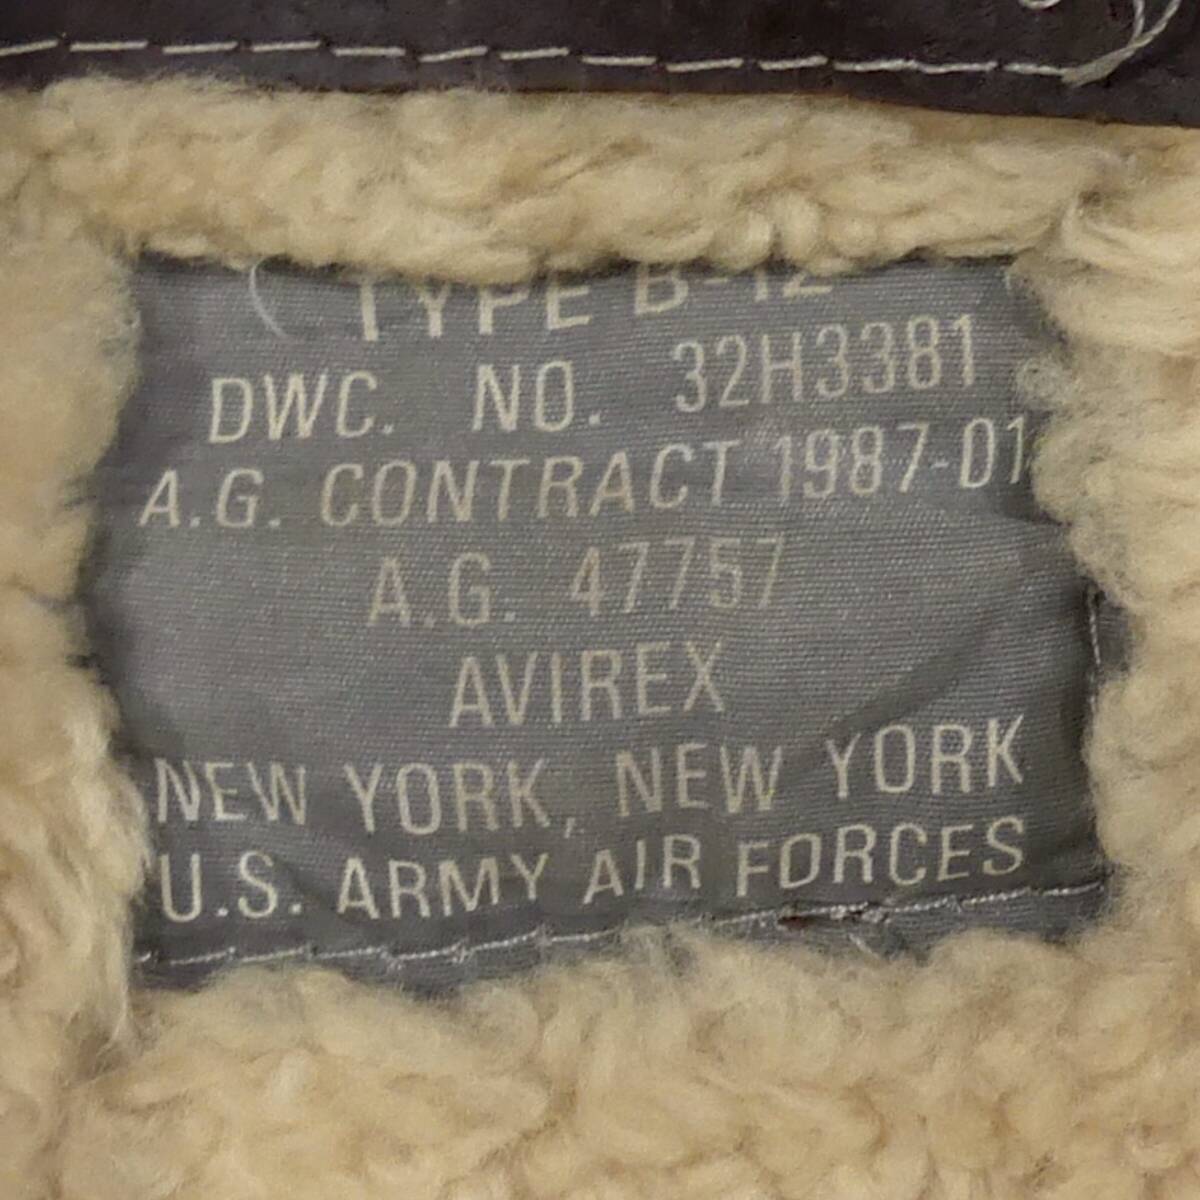 TYPE B-12
DWC. NO. 32H3381
A.G. CONTRACT 1987-01
A.G. 47757
AVIREX
NEW YORK, NEW YORK
U.S. ARMY AIR FORCES